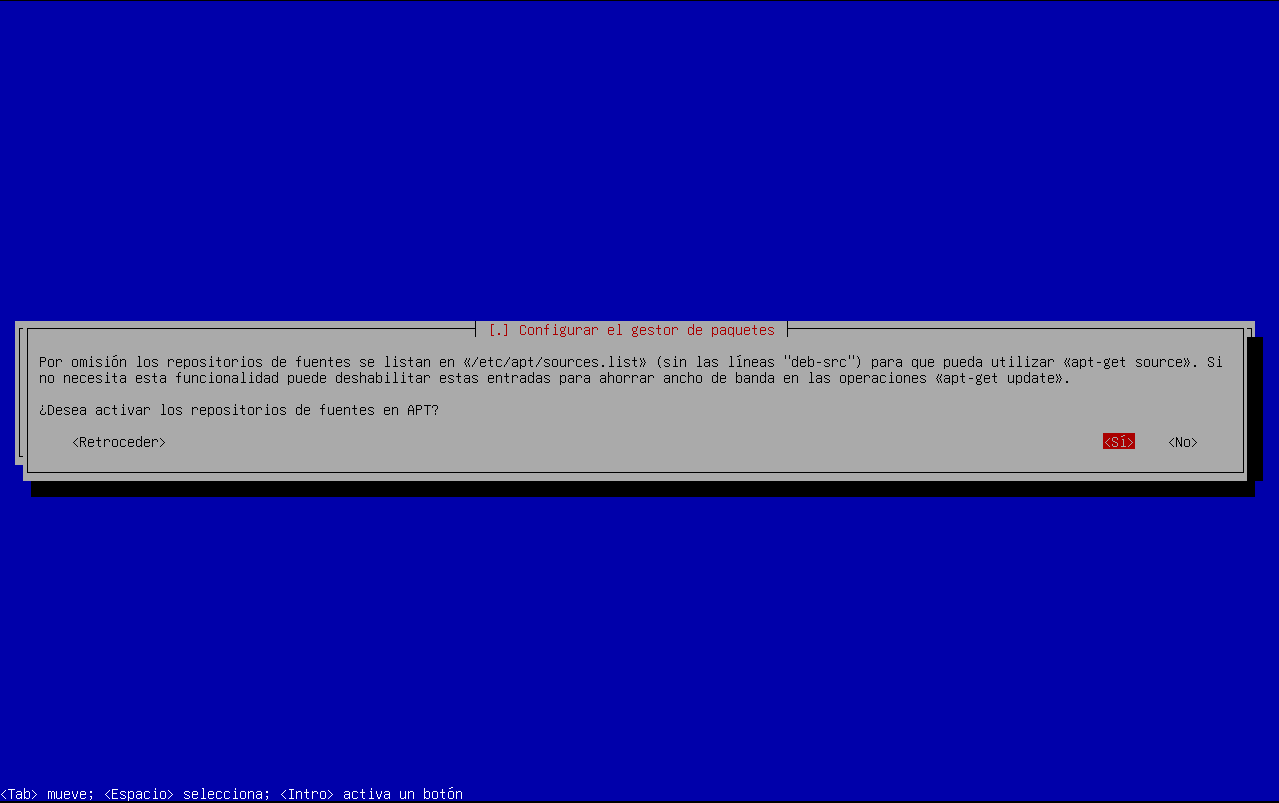 [.] Configurar el gestor de paquetes
Por omisión los repositorios de fuentes se listan en «/etc/apt/sources.list» (sin las líneas "deb-src") para que pueda utilizar «apt-get source». Si
no necesita esta funcionalidad puede deshabilitar estas entradas para ahorrar ancho de banda en las operaciones «apt-get update».
¿Desea activar los repositorios de fuentes en APT?
<Retroceder> <Sí> <No>
<Tab> mueve; <Espacio> selecciona; <Intro> activa un botón